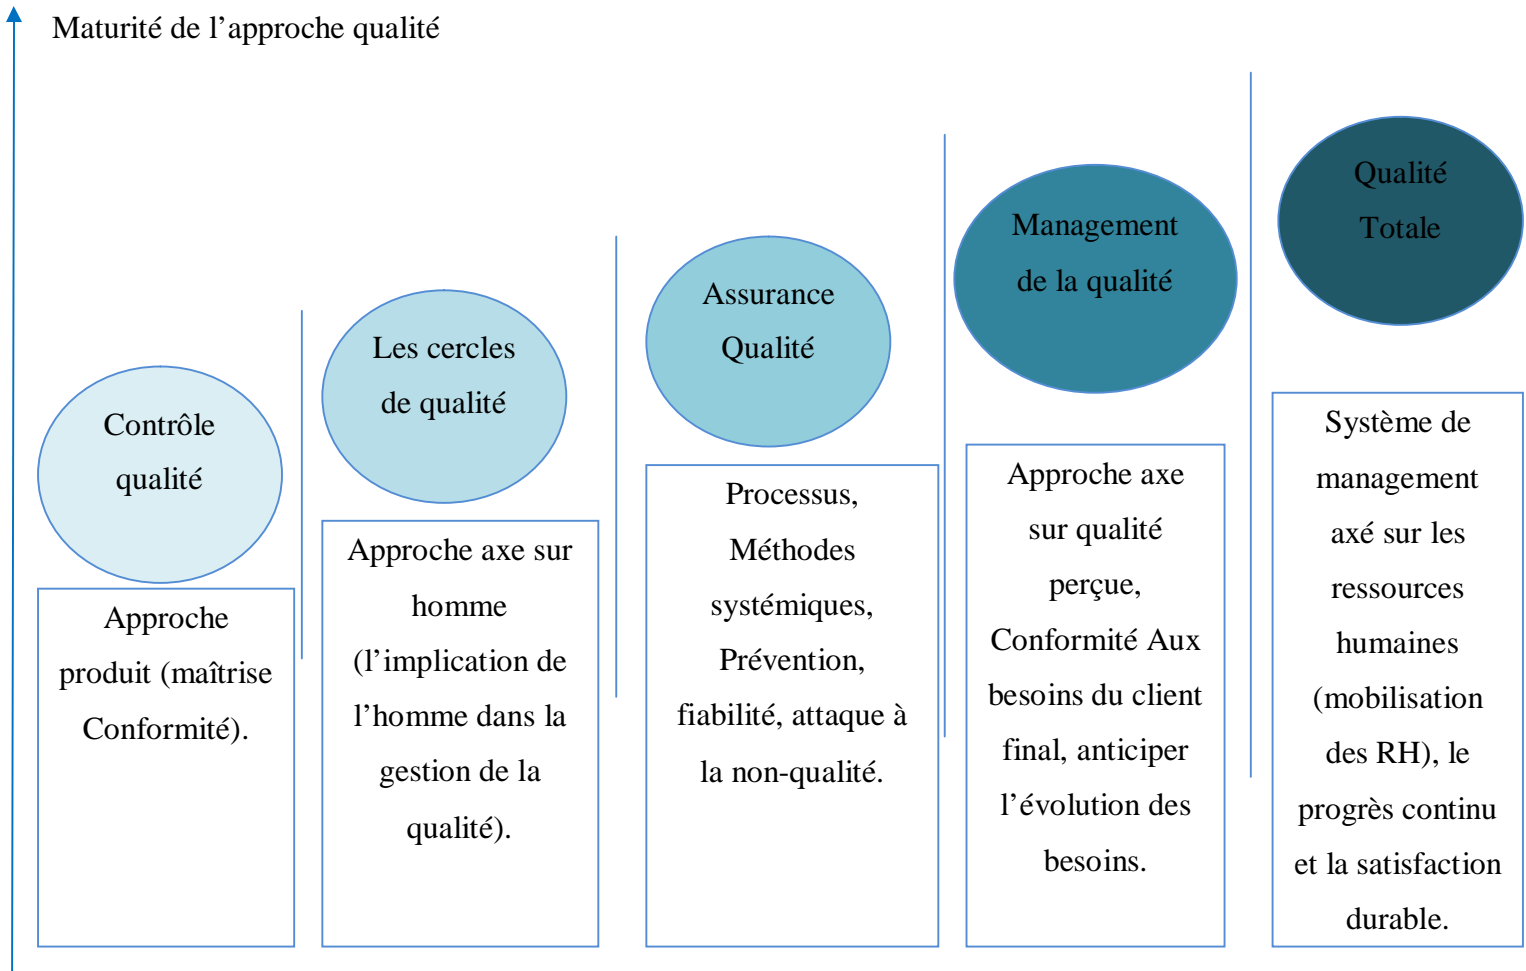 Maturité de l’approche qualité
Contrôle
qualité
Approche
produit (maîtrise
Conformité).
Les cercles
de qualité
Approche axe sur
homme
(l’implication de
l’homme dans la
gestion de la
qualité).
Assurance
Qualité
Processus,
Méthodes
systémiques,
Prévention,
fiabilité, attaque à
la non-qualité.
Management
de la qualité
Approche axe
sur qualité
perçue,
Conformité Aux
besoins du client
final, anticiper
l’évolution des
besoins.
Qualité
Totale
Système de
management
axé sur les
ressources
humaines
(mobilisation
des RH), le
progrès continu
et la satisfaction
durable.